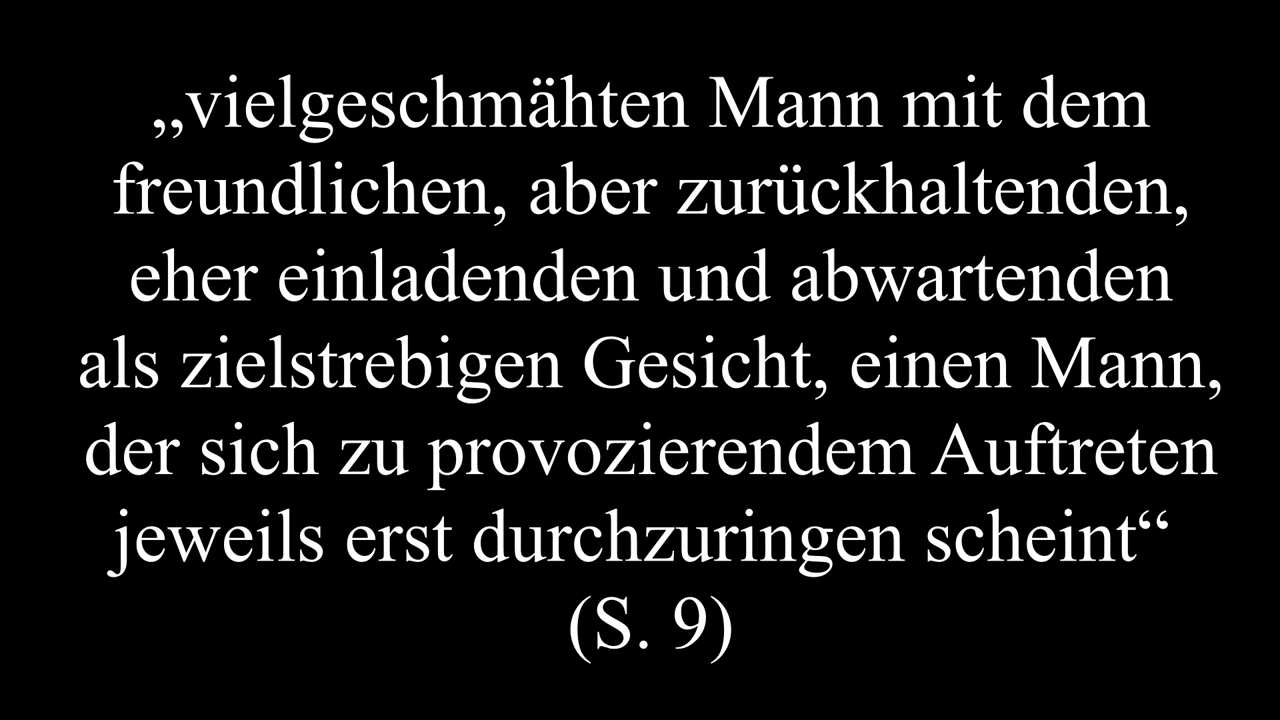 „vielgeschmähten Mann mit dem
freundlichen, aber zurückhaltenden,
eher einladenden und abwartenden
als zielstrebigen Gesicht, einen Mann,
der sich zu provozierendem Auftreten
jeweils erst durchzuringen scheint“
(S. 9)